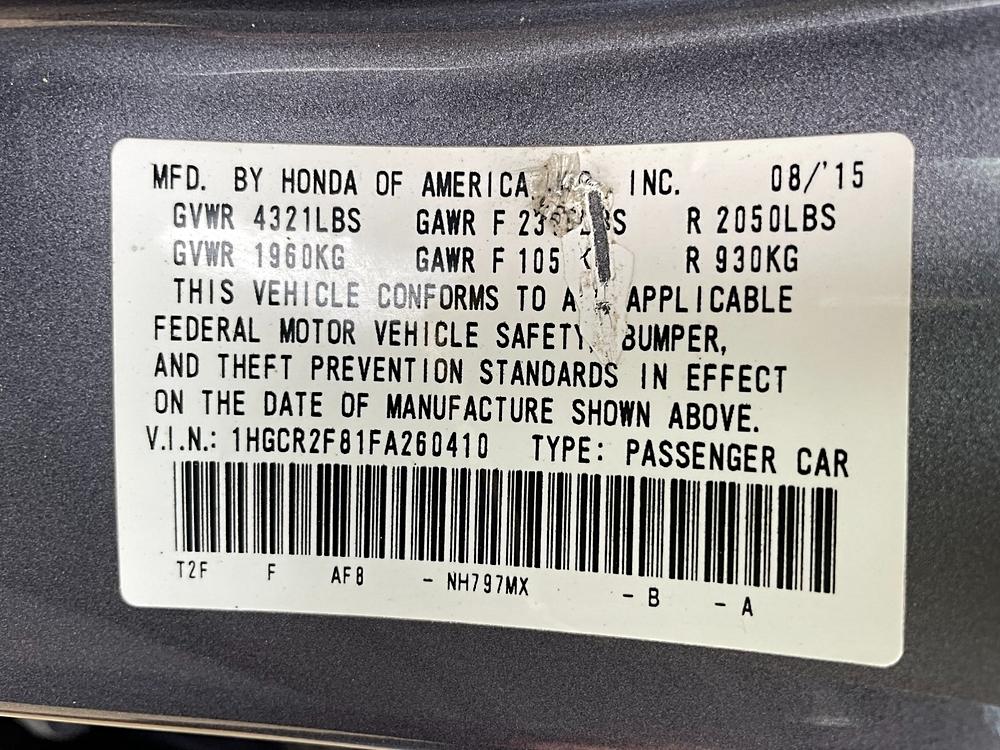 MFD. BY HONDA OF AMERICA INC. 08/'15
GVWR 4321LBS GAWR F R 2050LBS
GVWR 1960KG GAWR F R 930KG
THIS VEHICLE CONFORMS TO APPLICABLE
FEDERAL MOTOR VEHICLE SAFETY, BUMPER,
AND THEFT PREVENTION STANDARDS IN EFFECT
ON THE DATE OF MANUFACTURE SHOWN ABOVE.
V.I.N.: 1HGCR2F81FA260410 TYPE: PASSENGER CAR
T2F F AF8 - NH797MX - B - A